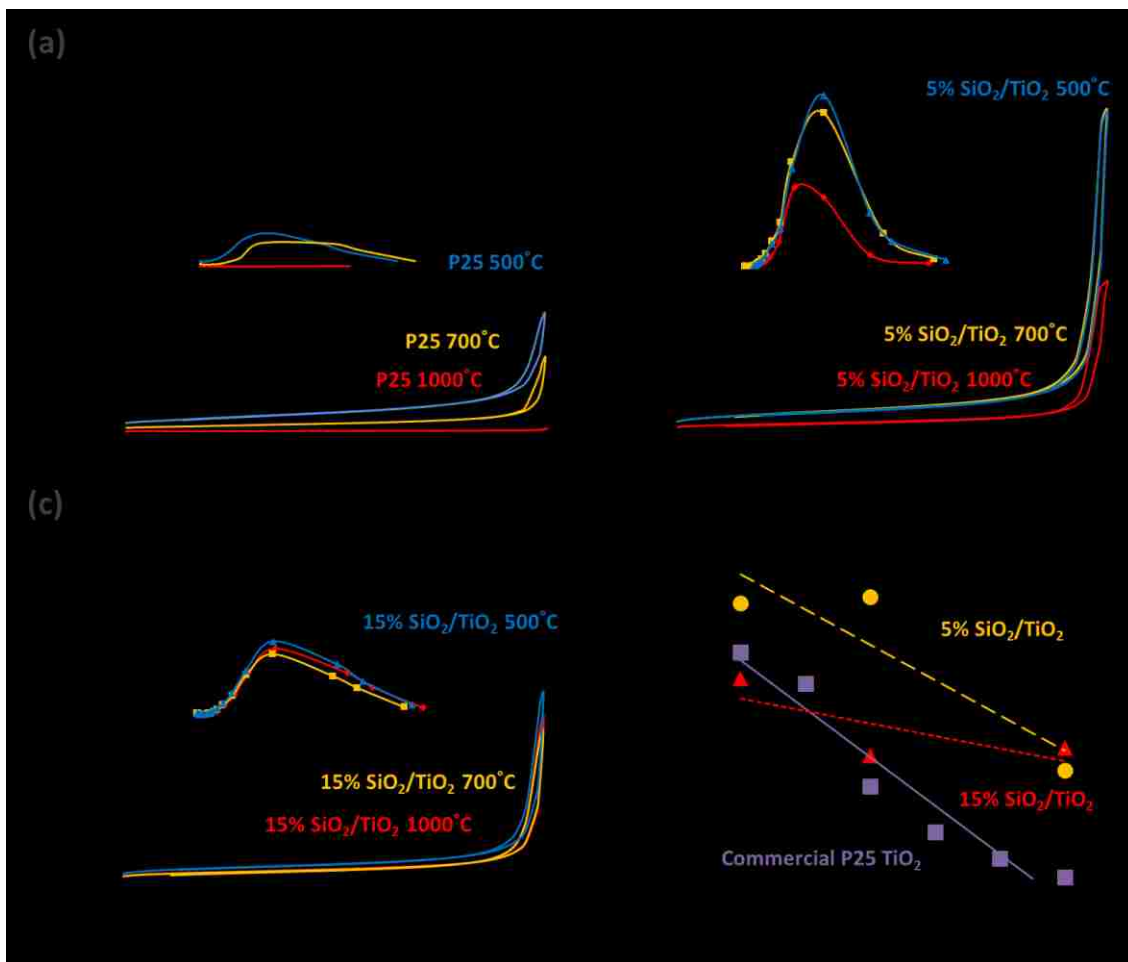 (a)
5% SiO₂/TiO₂ 500°C
P25 500°C
P25 700°C
5% SiO₂/TiO₂ 700°C
P25 1000°C
5% SiO₂/TiO₂ 1000°C
(c)
15% SiO₂/TiO₂ 500°C
5% SiO₂/TiO₂
15% SiO₂/TiO₂ 700°C
15% SiO₂/TiO₂
15% SiO₂/TiO₂ 1000°C
Commercial P25 TiO₂